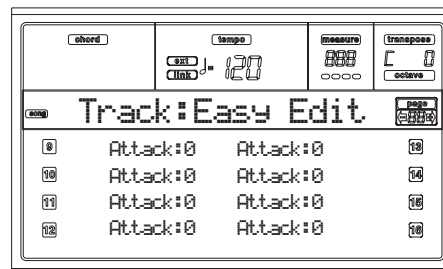 chord tempo measure transpose
ext
link ♩= 120 888 C 0
octave
song Track:Easy Edit page
88
9 Attack:0 Attack:0 13
10 Attack:0 Attack:0 14
11 Attack:0 Attack:0 15
12 Attack:0 Attack:0 16